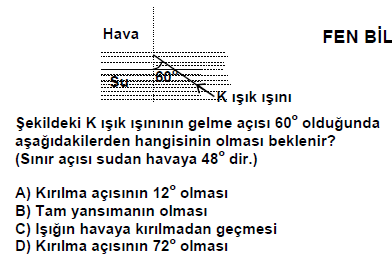 Hava
FEN BİL
Su
60°
K ışık ışını
Şekildeki K ışık ışınının gelme açısı 60° olduğunda
aşağıdakilerden hangisinin olması beklenir?
(Sınır açısı sudan havaya 48° dir.)
A) Kırılma açısının 12° olması
B) Tam yansımanın olması
C) Işığın havaya kırılmadan geçmesi
D) Kırılma açısının 72° olması